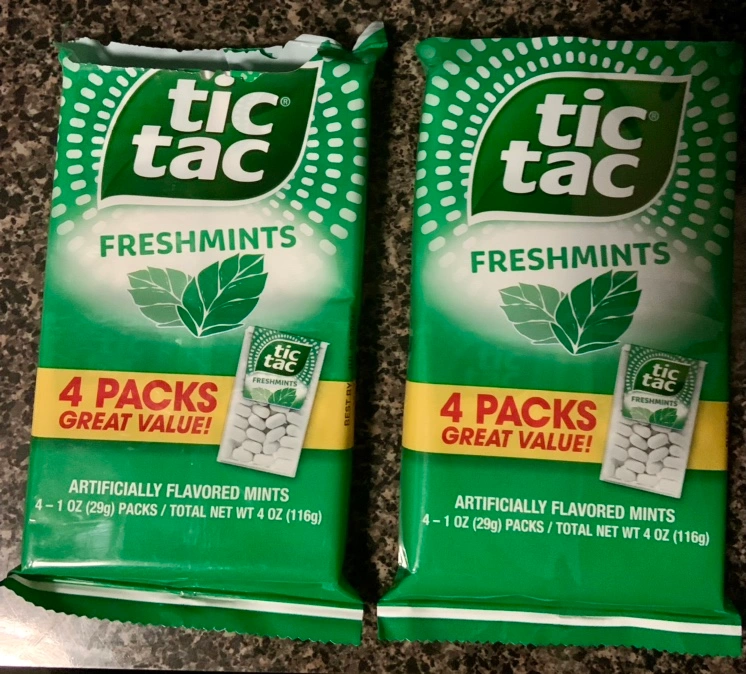 tic®
tac
FRESHMINTS
tic
tac
FRESHMINTS
4 PACKS
GREAT VALUE!
BEST BY
ARTIFICIALLY FLAVORED MINTS
4 – 1 OZ (29g) PACKS / TOTAL NET WT 4 OZ (116g)
tic®
tac
FRESHMINTS
tic
tac
FRESHMINTS
4 PACKS
GREAT VALUE!
ARTIFICIALLY FLAVORED MINTS
4 – 1 OZ (29g) PACKS / TOTAL NET WT 4 OZ (116g)